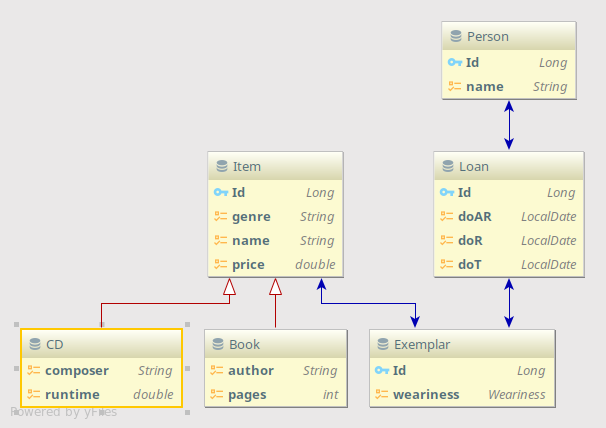 Person
Id Long
name String
Item
Id Long
genre String
name String
price double
Loan
Id Long
doAR LocalDate
doR LocalDate
doT LocalDate
CD
composer String
runtime double
Book
author String
pages int
Exemplar
Id Long
weariness Weariness
Powered by yFiles